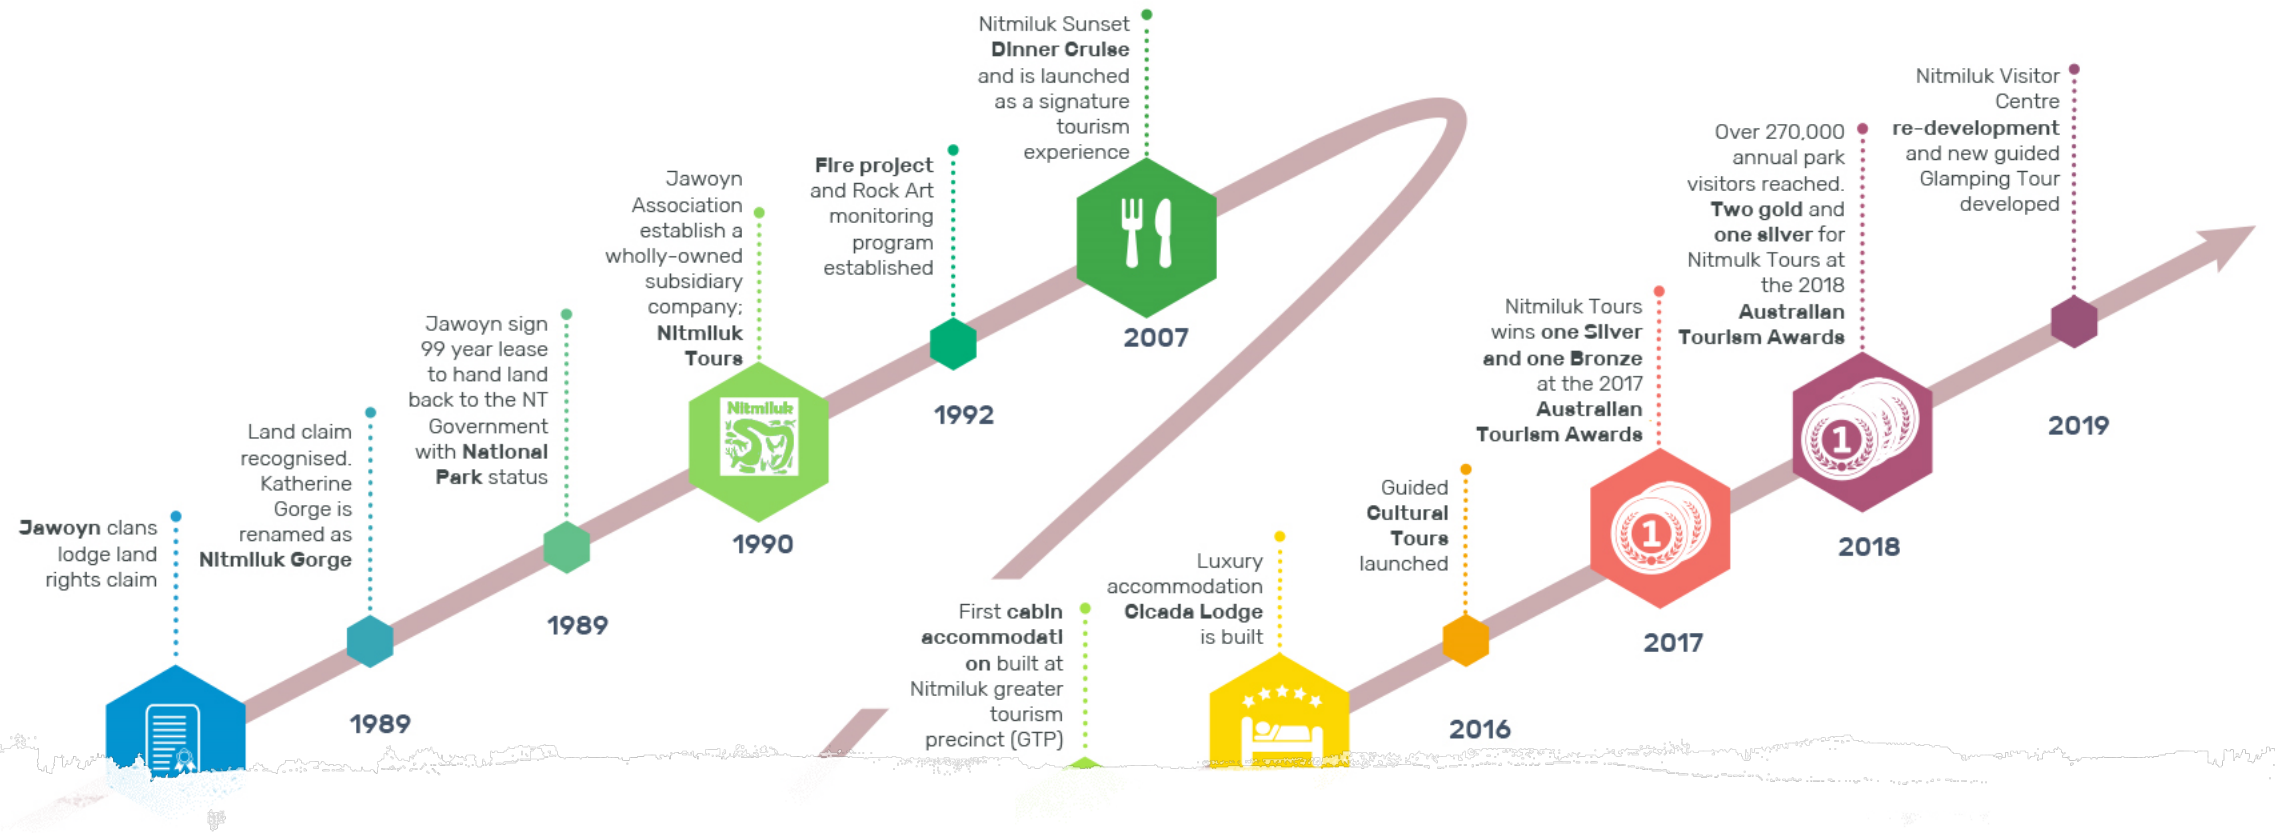 Jawoyn clans
lodge land
rights claim
Land claim
recognised.
Katherine
Gorge is
renamed as
Nitmiluk Gorge
1989
Jawoyn sign
99 year lease
to hand land
back to the NT
Government
with National
Park status
1989
Jawoyn
Association
establish a
wholly-owned
subsidiary
company;
Nitmiluk
Tours
Nitmiluk
1990
Fire project
and Rock Art
monitoring
program
established
1992
Nitmiluk Sunset
Dinner Cruise
and is launched
as a signature
tourism
experience
2007
First cabin
accommodati
on built at
Nitmiluk greater
tourism
precinct (GTP)
Luxury
accommodation
Cicada Lodge
is built
Guided
Cultural
Tours
launched
2016
Nitmiluk Tours
wins one Silver
and one Bronze
at the 2017
Australian
Tourism Awards
1
2017
Over 270,000
annual park
visitors reached.
Two gold and
one silver for
Nitmulk Tours at
the 2018
Australian
Tourism Awards
1
2018
Nitmiluk Visitor
Centre
re-development
and new guided
Glamping Tour
developed
2019